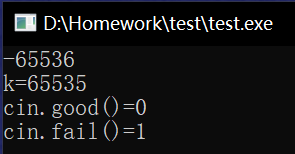 D:\Homework\test\test.exe
-65536
k=65535
cin.good()=0
cin.fail()=1